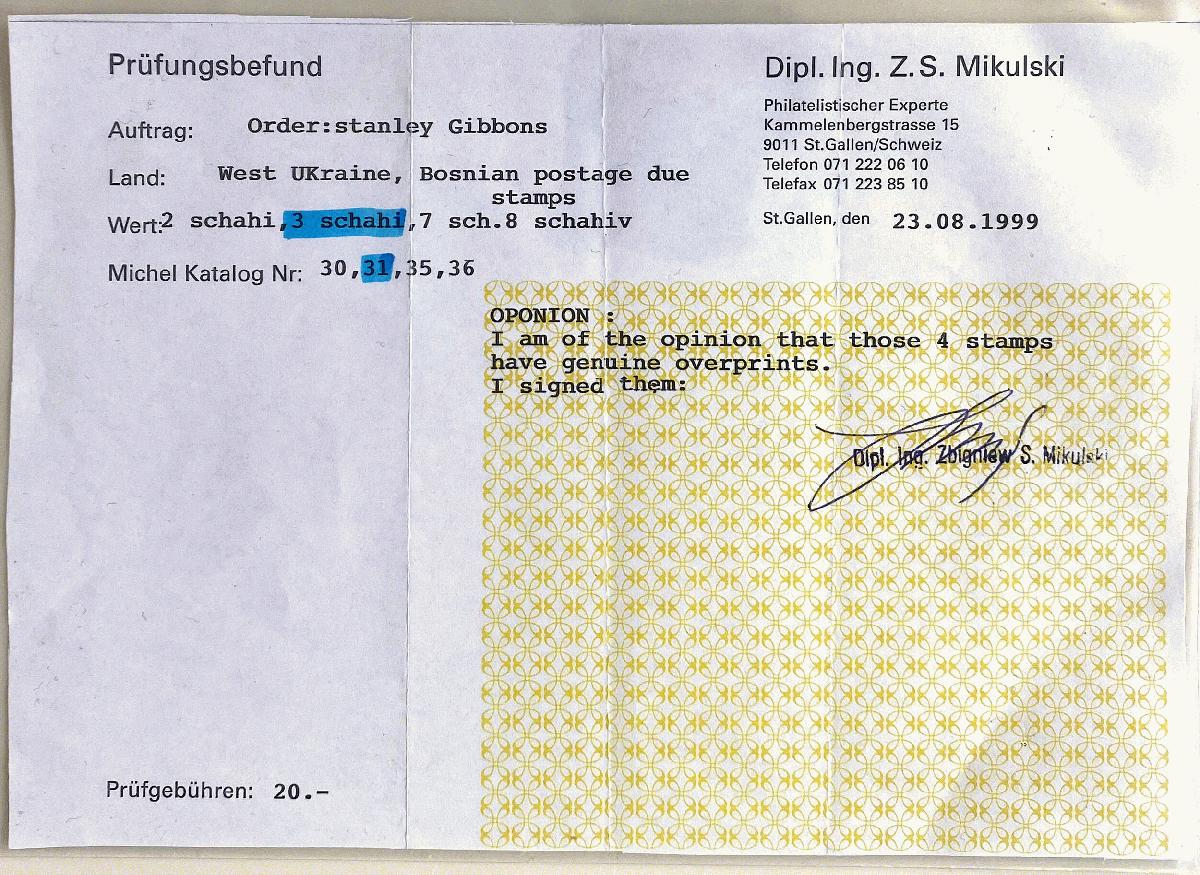 Prüfungsbefund
Auftrag: Order:stanley Gibbons
Land: West UKraine, Bosnian postage due
stamps
Wert:2 schahi,3 schahi,7 sch.8 schahiv
Michel Katalog Nr: 30,31,35,36
Dipl. Ing. Z. S. Mikulski
Philatelistischer Experte
Kammelenbergstrasse 15
9011 St.Gallen/Schweiz
Telefon 071 222 06 10
Telefax 071 223 85 10
St.Gallen, den 23.08.1999
OPONION :
I am of the opinion that those 4 stamps
have genuine overprints.
I signed them:
Dipl. Ing. Zbigniew S. Mikulski
Prüfgebühren: 20.-